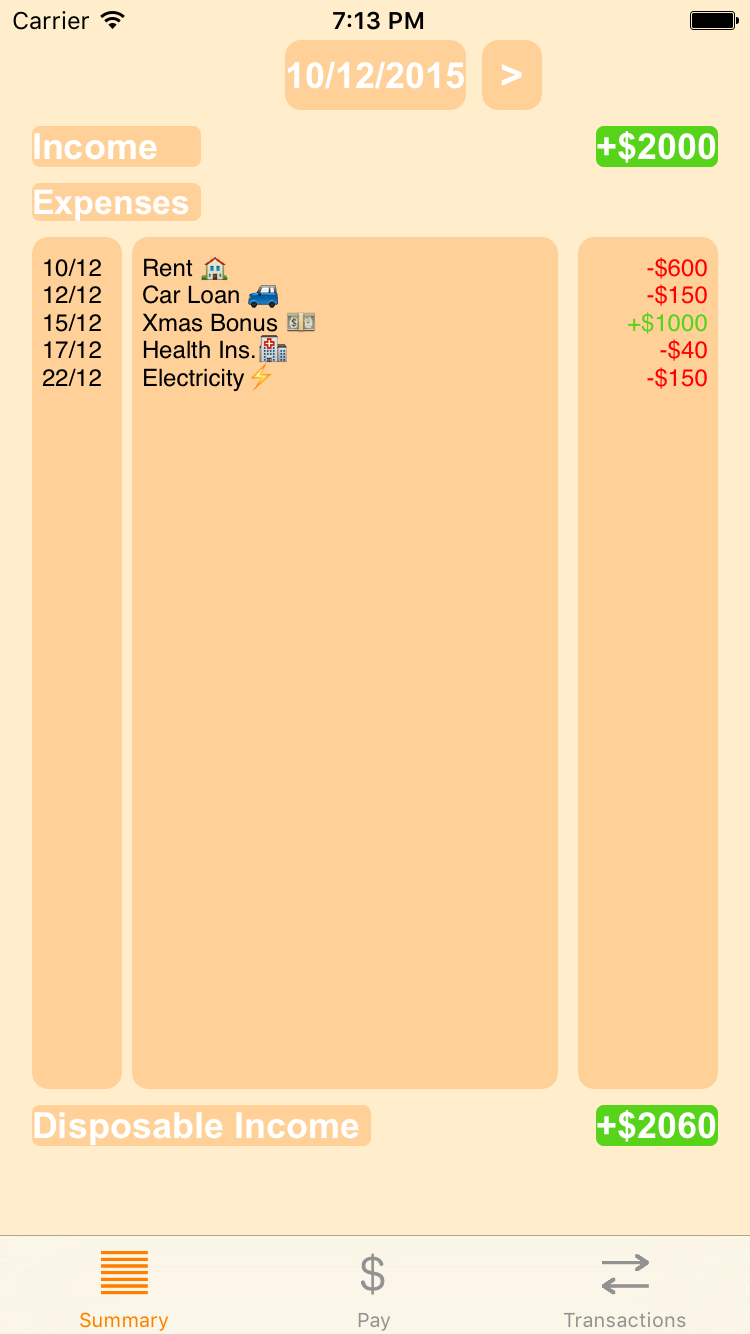 Carrier 7:13 PM
10/12/2015 >
Income +$2000
Expenses
10/12 Rent 🏠 -$600
12/12 Car Loan 🚙 -$150
15/12 Xmas Bonus 💵 +$1000
17/12 Health Ins.🏥 -$40
22/12 Electricity⚡ -$150
Disposable Income +$2060
$
Summary Pay Transactions